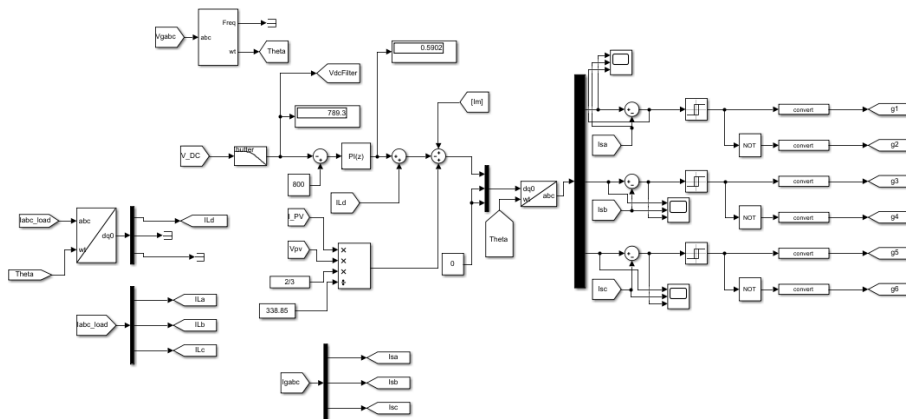 Freq
Vgabc
abc
wt
Theta
0.5902
VdcFilter
[Im]
789.3
g1
convert
V_DC
butter
PI(z)
Isa
NOT
convert
g2
800
ILd
dq0
abc
wt
convert
g3
I_PV
Isb
NOT
convert
g4
Iabc_load
abc
ILd
dq0
wt
Vpv
Theta
0
convert
g5
Theta
2/3
Isc
NOT
convert
g6
338.85
ILa
Iabc_load
ILb
ILc
Isa
Igabc
Isb
Isc